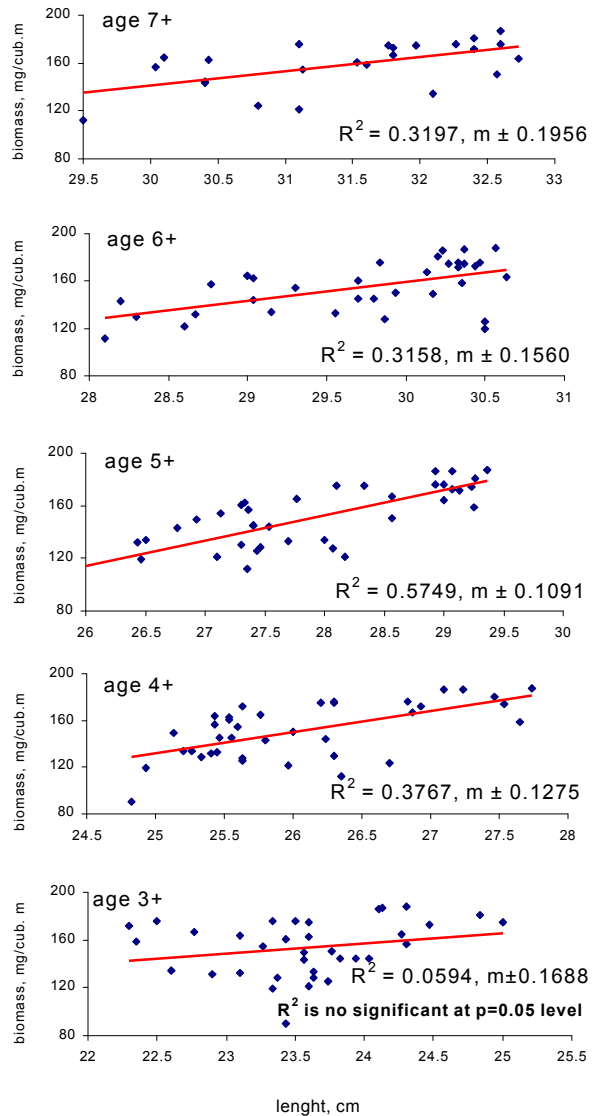 age 7+
biomass, mg/cub.m
200
160
120
80
R² = 0.3197, m ± 0.1956
29.5 30 30.5 31 31.5 32 32.5 33
age 6+
biomass, mg/cub.m
200
160
120
80
R² = 0.3158, m ± 0.1560
28 28.5 29 29.5 30 30.5 31
age 5+
biomass, mg/cub.m
200
160
120
80
R² = 0.5749, m ± 0.1091
26 26.5 27 27.5 28 28.5 29 29.5 30
age 4+
biomass, mg/cub.m
200
160
120
80
R² = 0.3767, m ± 0.1275
24.5 25 25.5 26 26.5 27 27.5 28
age 3+
biomass, mg/cub. m
200
160
120
80
R² = 0.0594, m±0.1688
R² is no significant at p=0.05 level
22 22.5 23 23.5 24 24.5 25 25.5
lenght, cm